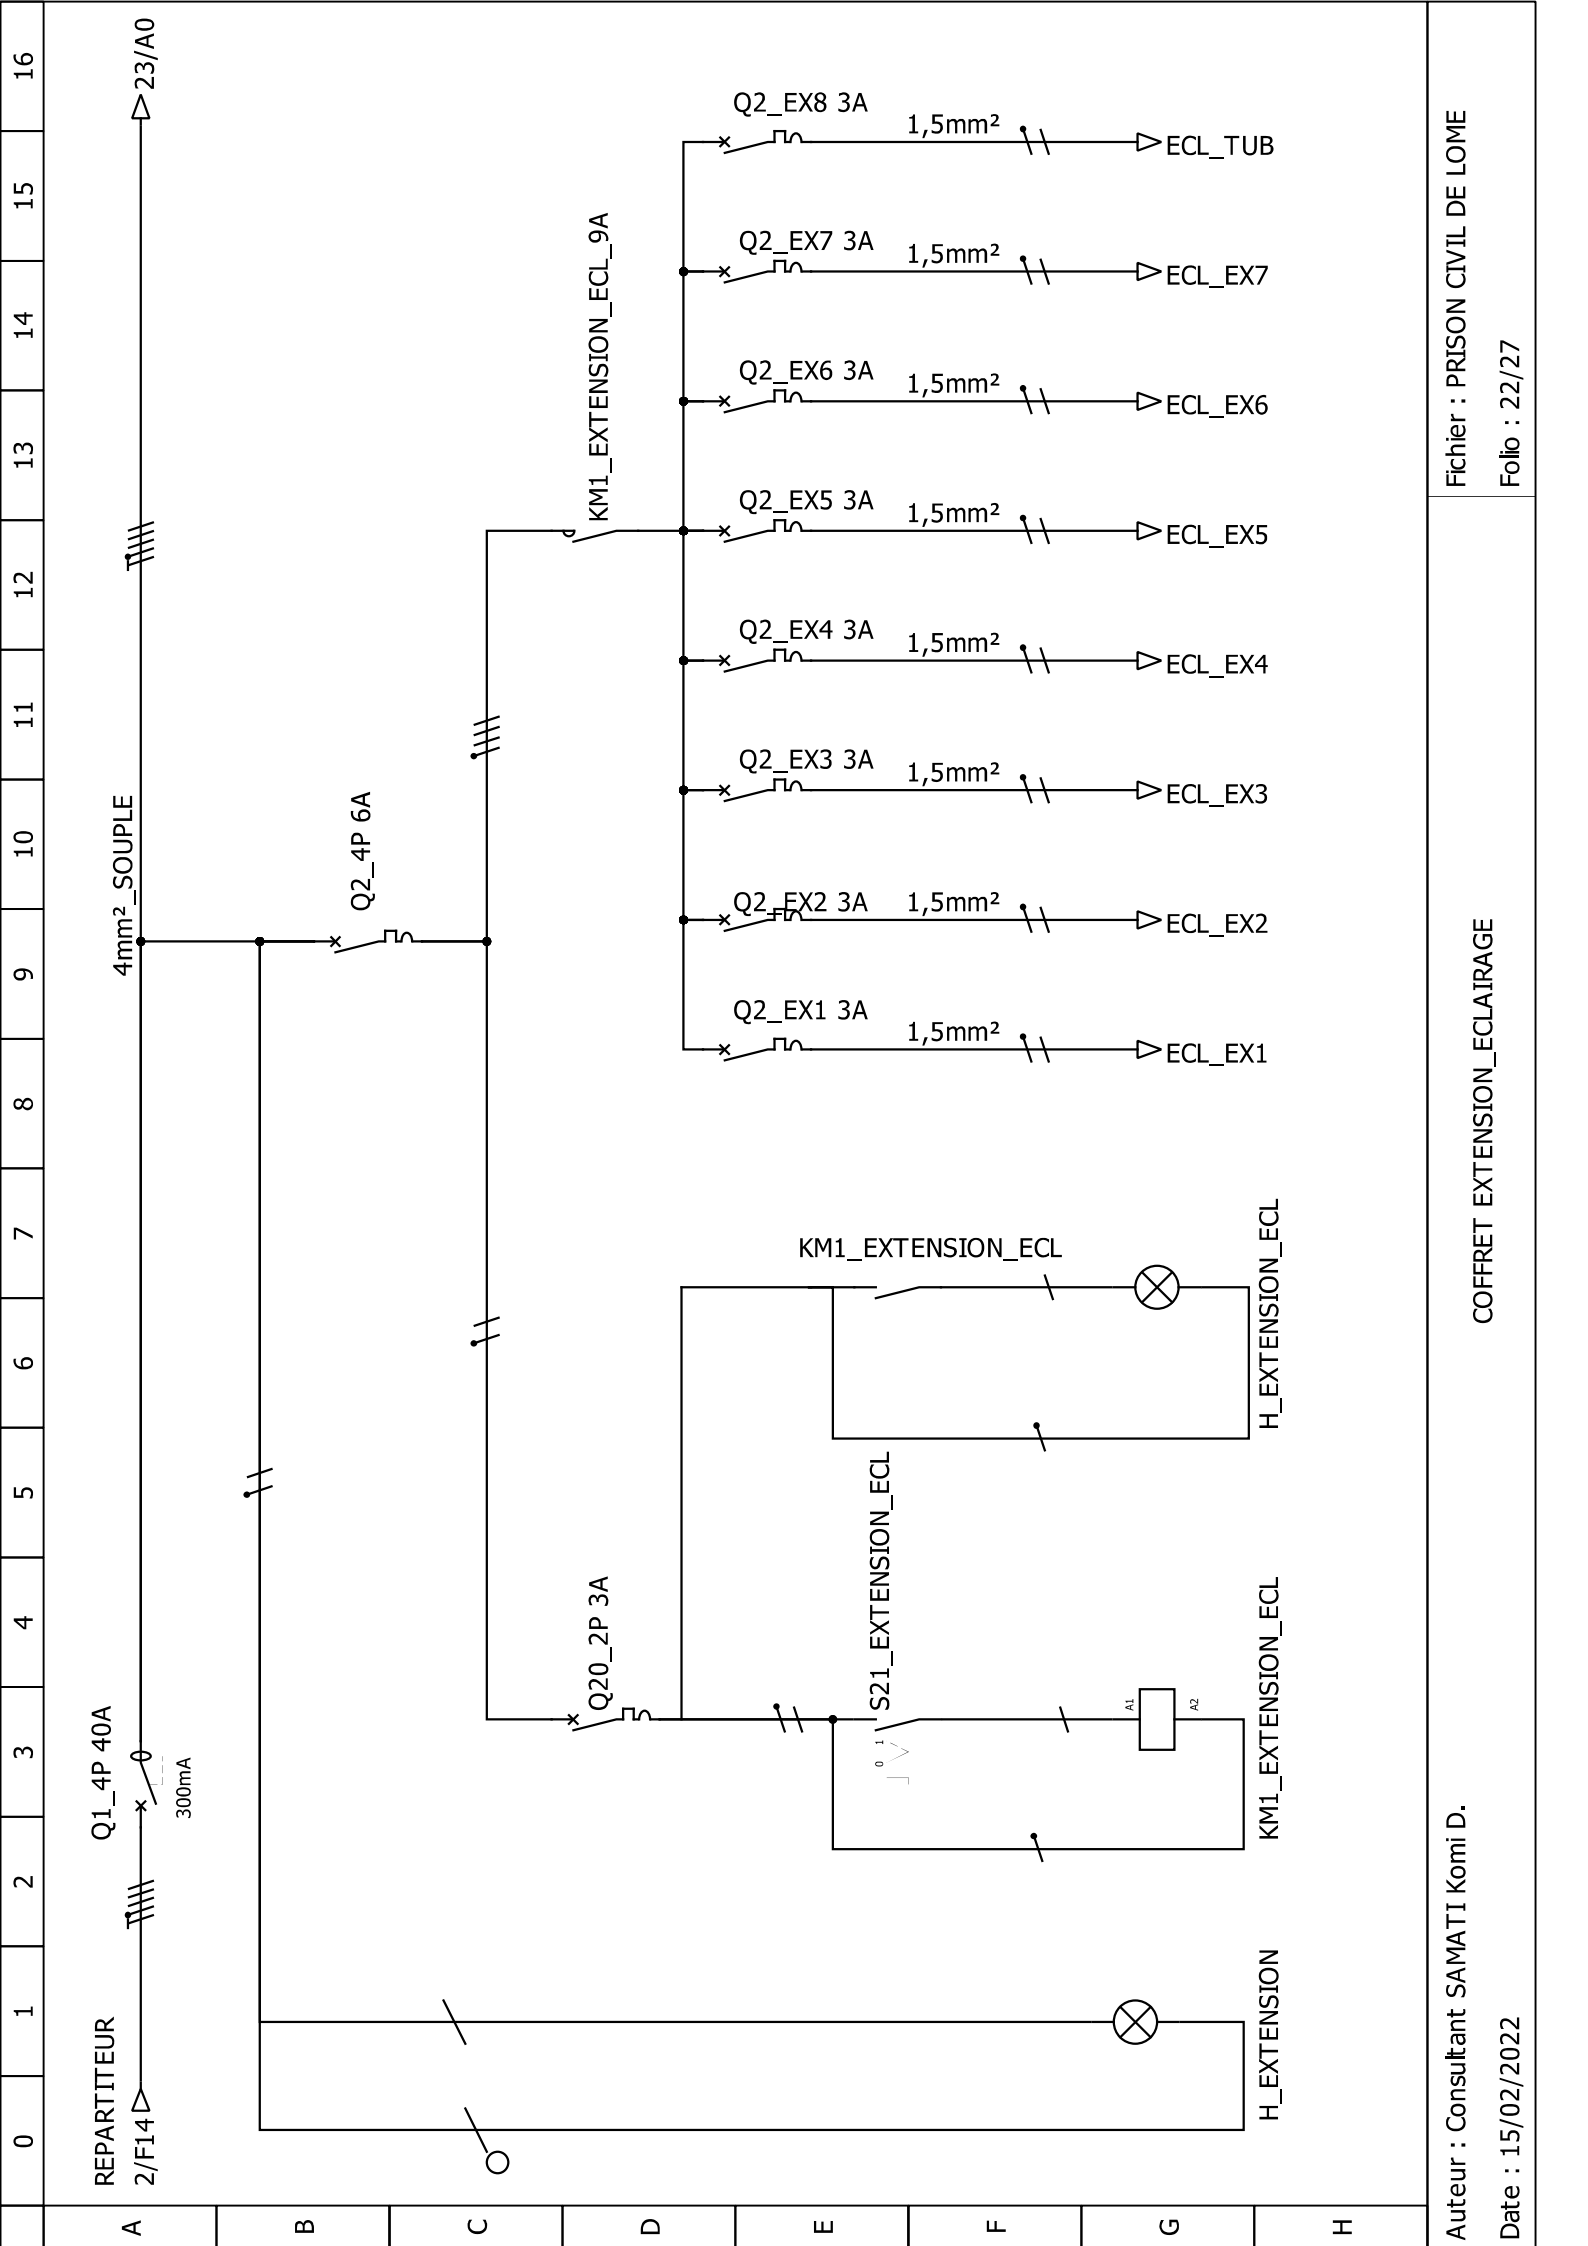 0 1 2 3 4 5 6 7 8 9 10 11 12 13 14 15 16
A
B
C
D
E
F
G
H
REPARTITEUR
2/F14
Q1_4P 40A
300mA
4mm²_SOUPLE
23/A0
Q2_4P 6A
Q20_2P 3A
KM1_EXTENSION_ECL_9A
Q2_EX1 3A
1,5mm²
ECL_EX1
Q2_EX2 3A
1,5mm²
ECL_EX2
Q2_EX3 3A
1,5mm²
ECL_EX3
Q2_EX4 3A
1,5mm²
ECL_EX4
Q2_EX5 3A
1,5mm²
ECL_EX5
Q2_EX6 3A
1,5mm²
ECL_EX6
Q2_EX7 3A
1,5mm²
ECL_EX7
Q2_EX8 3A
1,5mm²
ECL_TUB
S21_EXTENSION_ECL
0 1
KM1_EXTENSION_ECL
A1
A2
H_EXTENSION
KM1_EXTENSION_ECL
H_EXTENSION_ECL
Auteur : Consultant SAMATI Komi D.
Date : 15/02/2022
COFFRET EXTENSION_ECLAIRAGE
Fichier : PRISON CIVIL DE LOME
Folio : 22/27